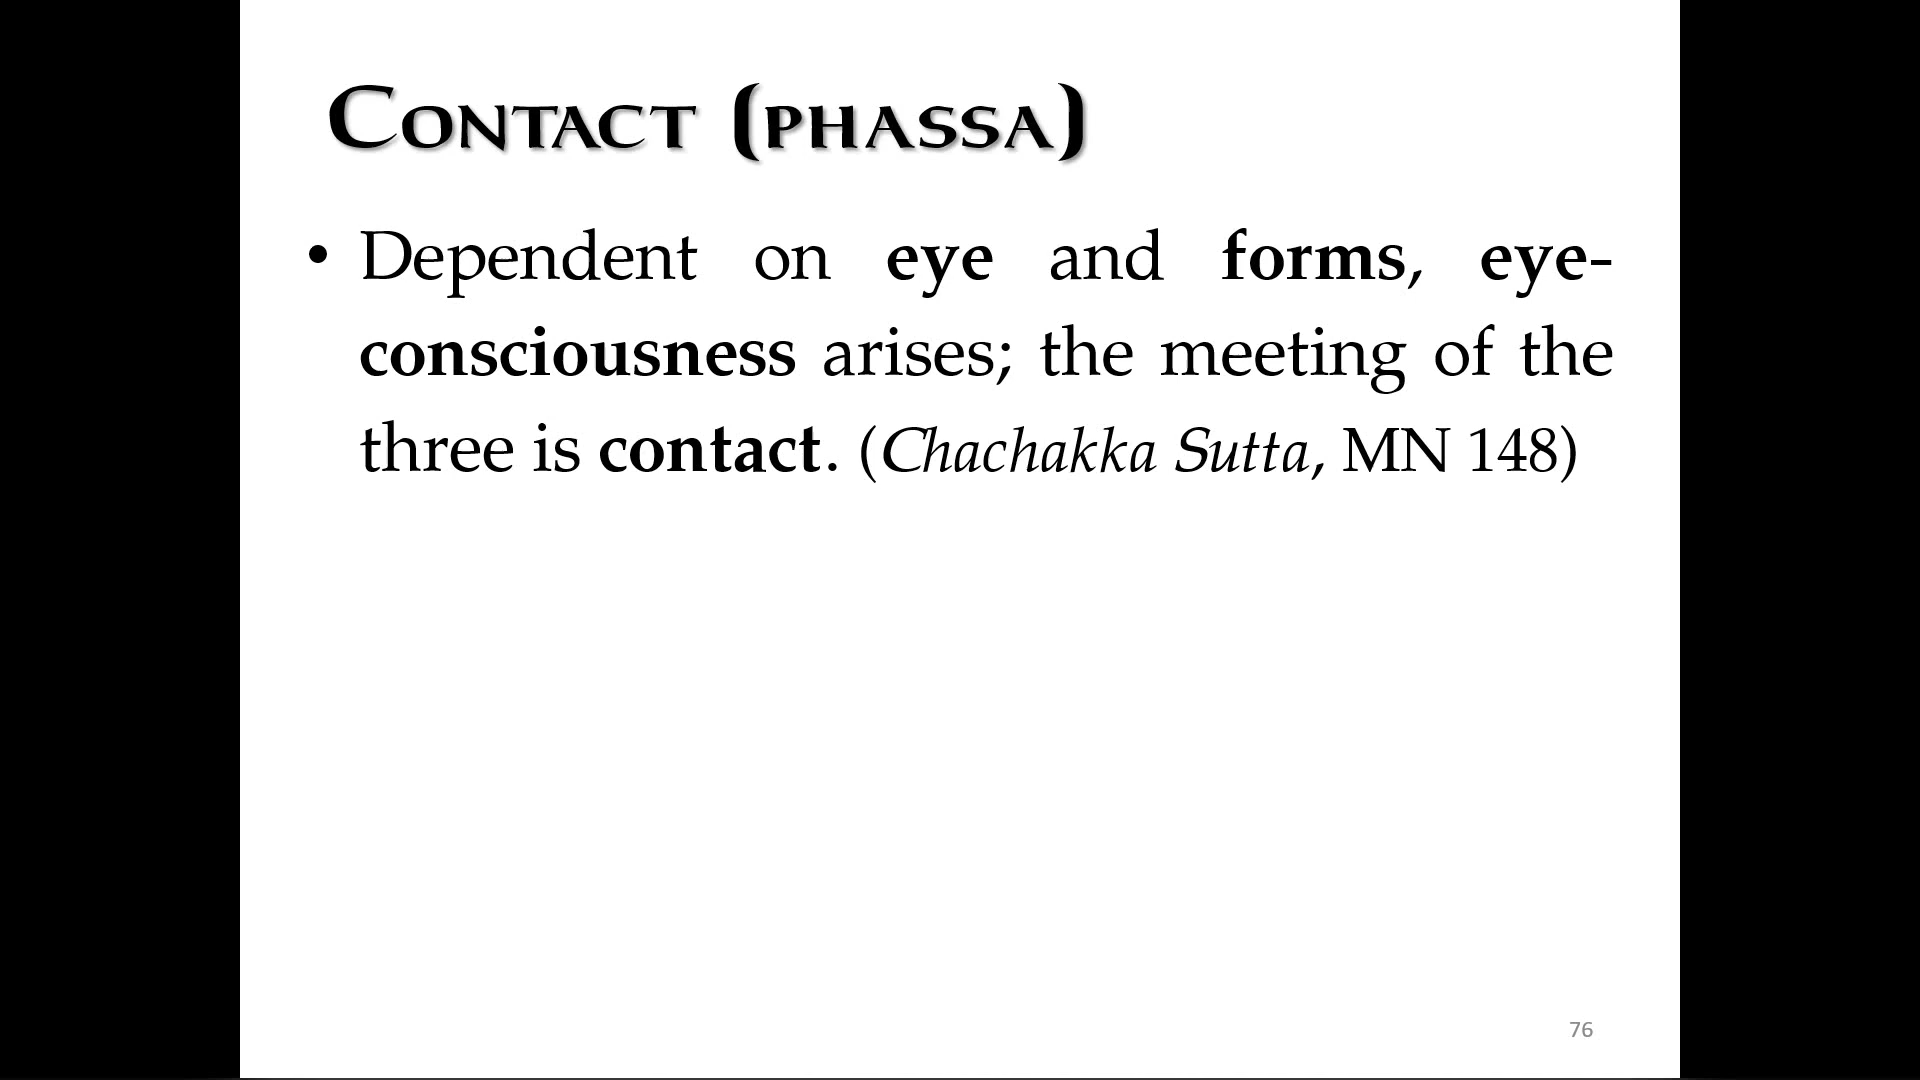 Contact (phassa)
• Dependent on eye and forms, eye-
consciousness arises; the meeting of the
three is contact. (Chachakka Sutta, MN 148)
76